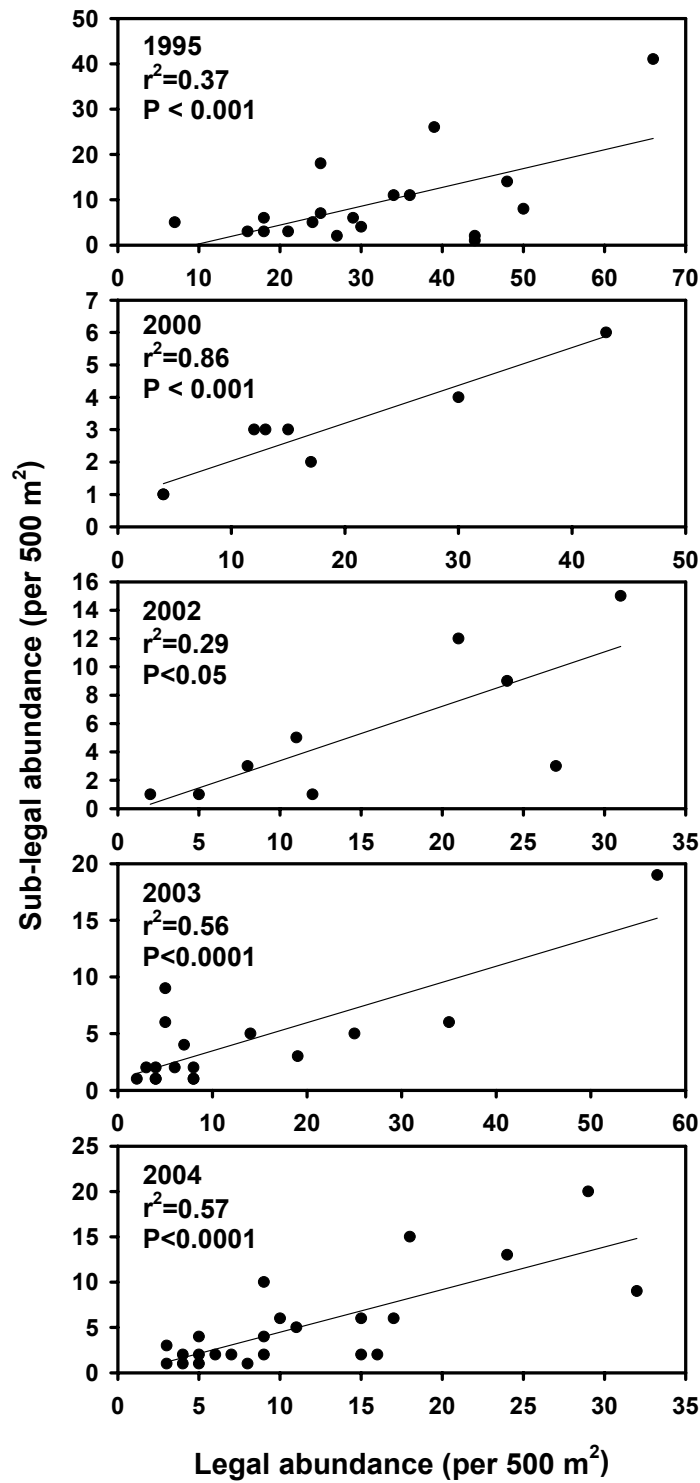 50
40
30
20
10
0
1995
r²=0.37
P < 0.001
0 10 20 30 40 50 60 70
7
6
5
4
3
2
1
0
2000
r²=0.86
P < 0.001
0 10 20 30 40 50
16
14
12
10
8
6
4
2
0
2002
r²=0.29
P<0.05
0 5 10 15 20 25 30 35
20
15
10
5
0
2003
r²=0.56
P<0.0001
0 10 20 30 40 50 60
25
20
15
10
5
0
2004
r²=0.57
P<0.0001
0 5 10 15 20 25 30 35
Sub-legal abundance (per 500 m²)
Legal abundance (per 500 m²)